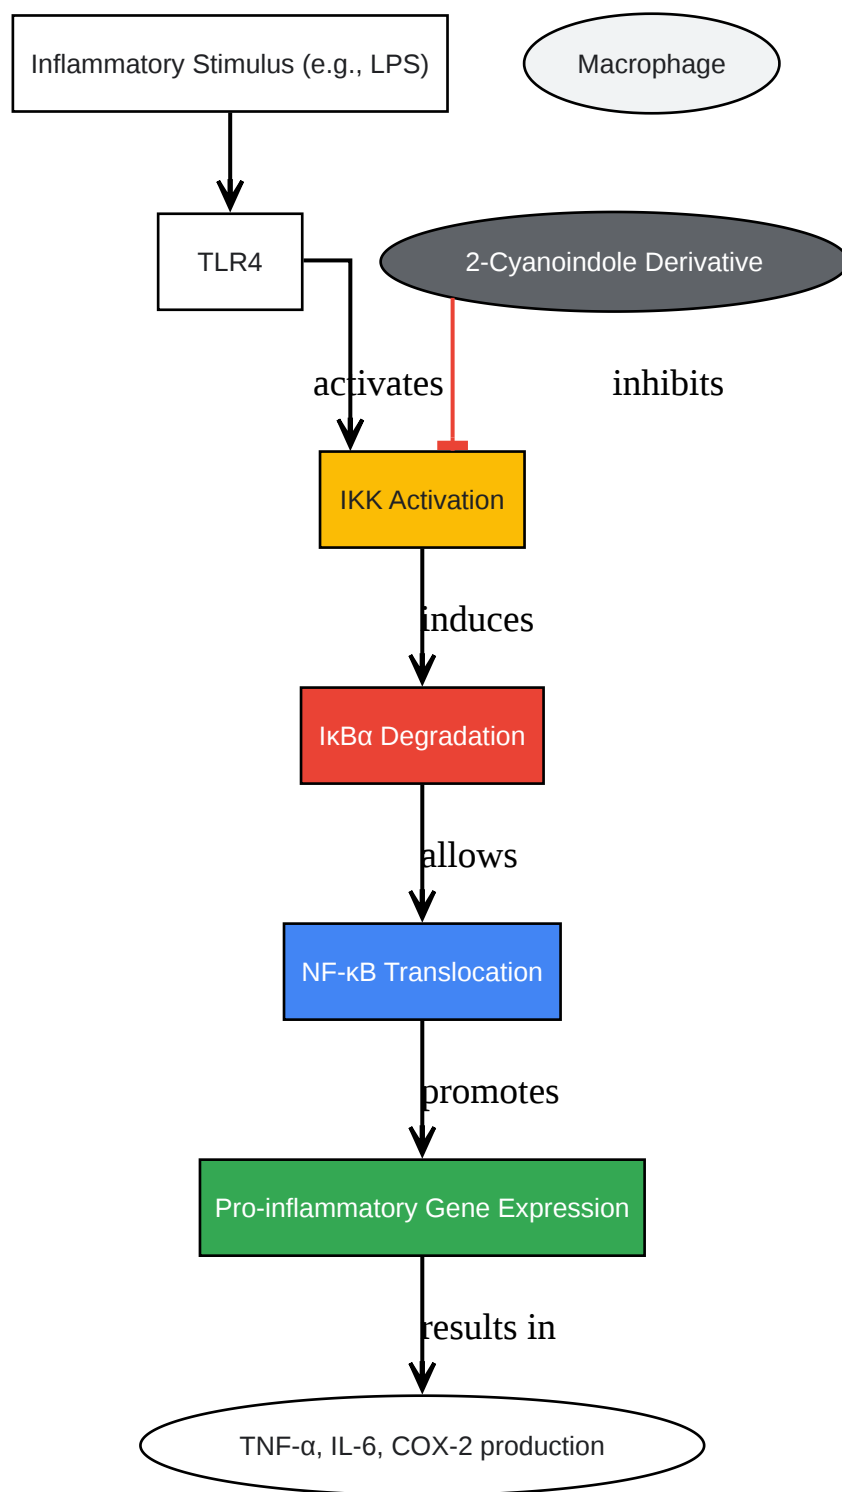 Inflammatory Stimulus (e.g., LPS)
Macrophage
TLR4
2-Cyanoindole Derivative
activates
inhibits
IKK Activation
induces
IκBα Degradation
allows
NF-κB Translocation
promotes
Pro-inflammatory Gene Expression
results in
TNF-α, IL-6, COX-2 production